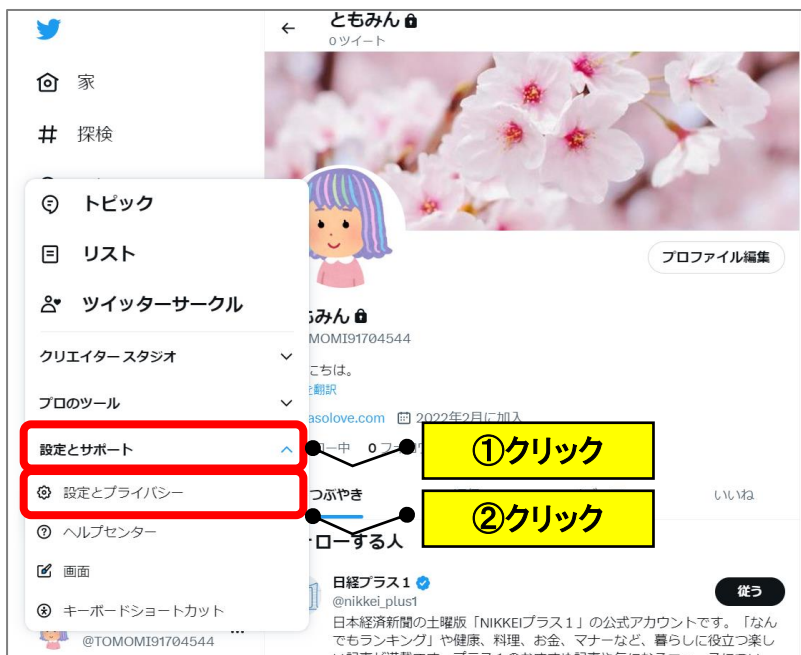 ともみん
0 ツイート
家
探検
トピック
リスト
ツイッターサークル
クリエイター スタジオ
プロのツール
設定とサポート
設定とプライバシー
ヘルプセンター
画面
キーボードショートカット
@TOMOMI91704544
プロファイル編集
みん
MOMI91704544
にちは。
翻訳
asolove.com 2022年2月に加入
ー中 0 フ
①クリック
つぶやき いいね
②クリック
ローする人
日経プラス1
@nikkei_plus1
従う
日本経済新聞の土曜版「NIKKEIプラス1」の公式アカウントです。「なん
でもランキング」や健康、料理、お金、マナーなど、暮らしに役立つ楽し